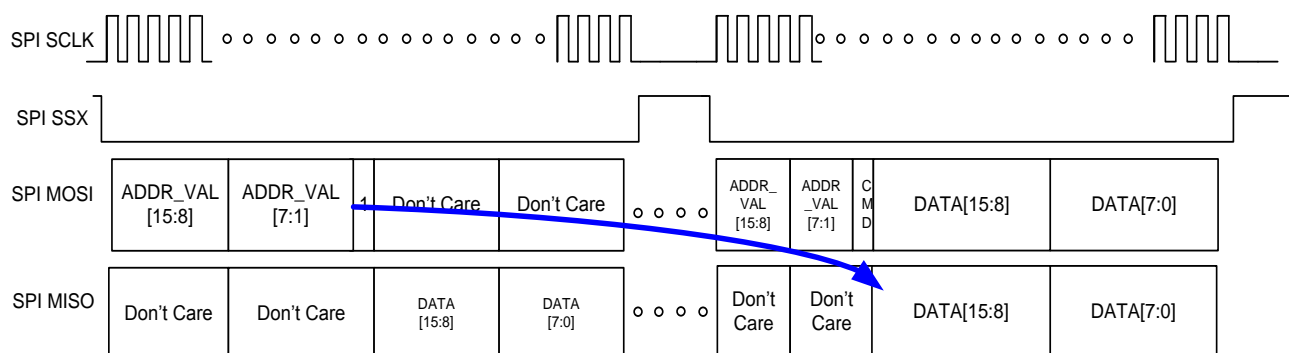 SPI SCLK
SPI SSX
SPI MOSI
ADDR_VAL
[15:8]
ADDR_VAL
[7:1]
1
Don't Care
Don't Care
ADDR_
VAL
[15:8]
ADDR
_VAL
[7:1]
C
M
D
DATA[15:8]
DATA[7:0]
SPI MISO
Don't Care
Don't Care
DATA
[15:8]
DATA
[7:0]
Don't
Care
Don't
Care
DATA[15:8]
DATA[7:0]